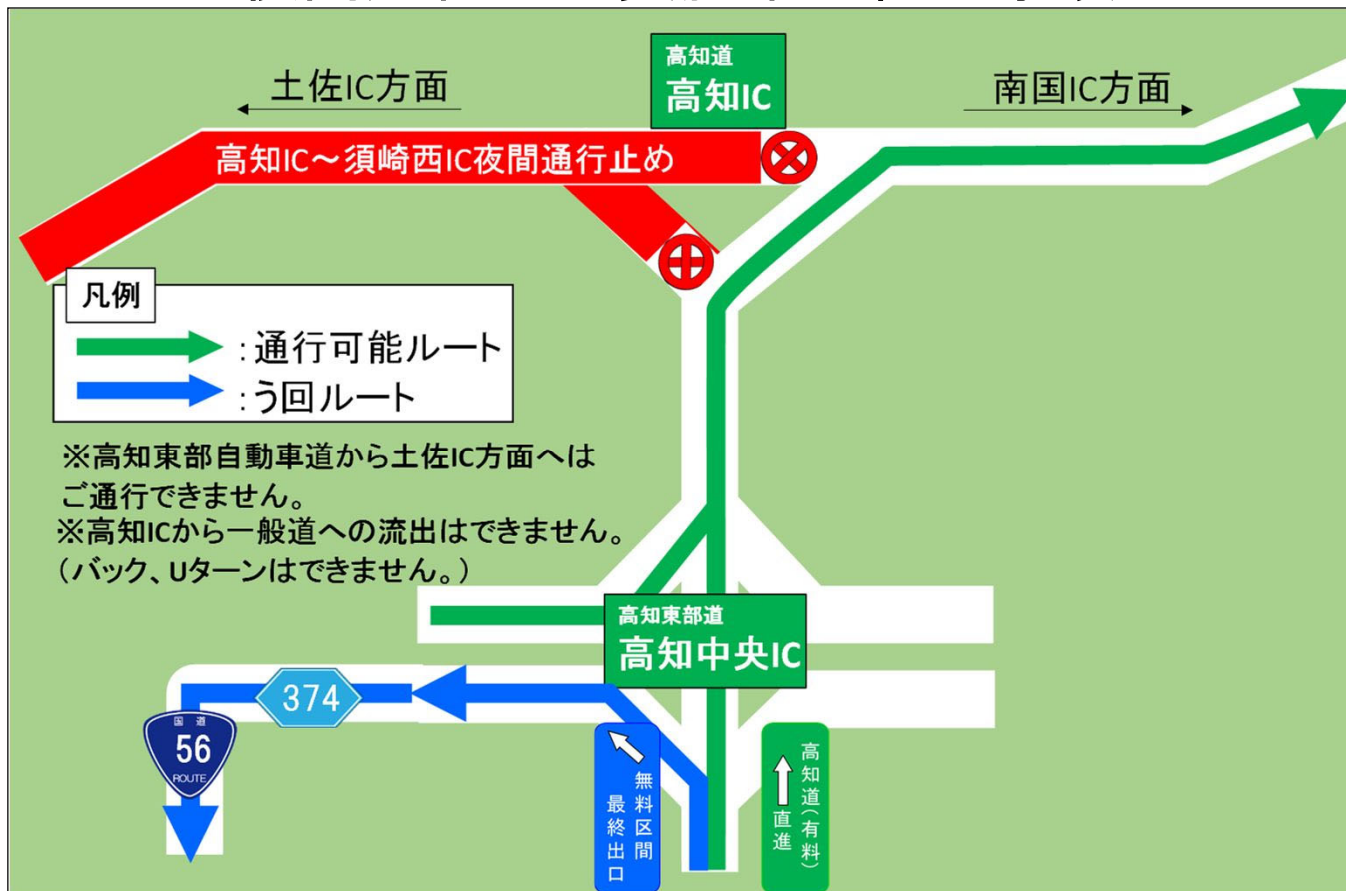 高知道
高知IC
土佐IC方面
南国IC方面
高知IC～須崎西IC夜間通行止め
凡例
：通行可能ルート
：う回ルート
※高知東部自動車道から土佐IC方面へは
ご通行できません。
※高知ICから一般道への流出はできません。
（バック、Uターンはできません。）
高知東部道
高知中央IC
374
国道
56
ROUTE
無料区間
最終出口
高知道（有料）
直進